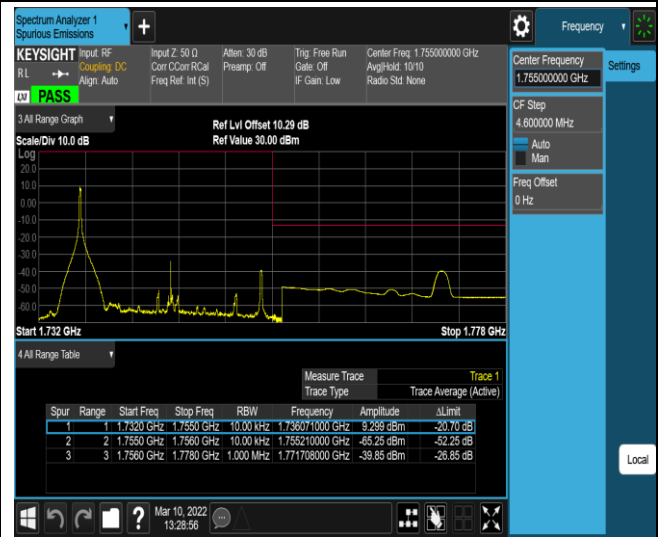 Spectrum Analyzer 1
Spurious Emissions
+
Frequency
KEYSIGHT Input: RF Input Z: 50 Ω Atten: 30 dB Trig: Free Run Center Freq: 1.755000000 GHz
RL Coupling: DC Corr CCorr RCal Preamp: Off Gate: Off Avg|Hold: 10/10
Align: Auto Freq Ref: Int (S) IF Gain: Low Radio Std: None
LXI PASS
Center Frequency
1.755000000 GHz
Settings
CF Step
4.600000 MHz
Auto
Man
Freq Offset
0 Hz
3 All Range Graph
Ref Lvl Offset 10.29 dB
Scale/Div 10.0 dB Ref Value 30.00 dBm
Log
20.0
10.0
0.00
-10.0
-20.0
-30.0
-40.0
-50.0
-60.0
Start 1.732 GHz Stop 1.778 GHz
4 All Range Table
Measure Trace Trace 1
Trace Type Trace Average (Active)
Spur Range Start Freq Stop Freq RBW Frequency Amplitude ΔLimit
1 1 1.7320 GHz 1.7550 GHz 10.00 kHz 1.736071000 GHz 9.299 dBm -20.70 dB
2 2 1.7550 GHz 1.7560 GHz 10.00 kHz 1.755210000 GHz -65.25 dBm -52.25 dB
3 3 1.7560 GHz 1.7780 GHz 1.000 MHz 1.771708000 GHz -39.85 dBm -26.85 dB
Local
? Mar 10, 2022
13:28:56